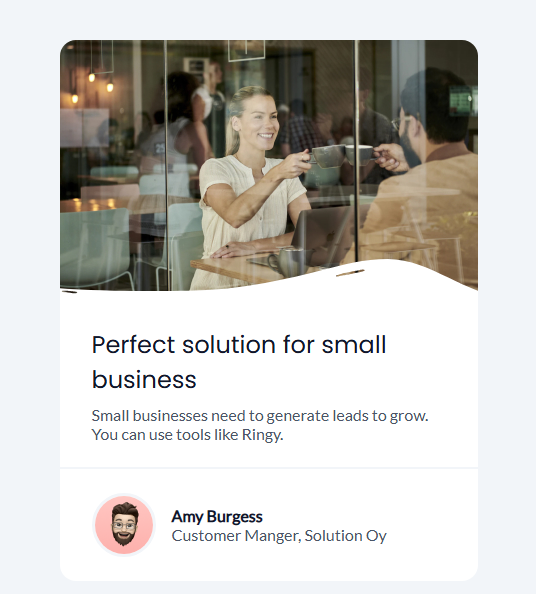 Perfect solution for small
business
Small businesses need to generate leads to grow.
You can use tools like Ringy.
Amy Burgess
Customer Manger, Solution Oy